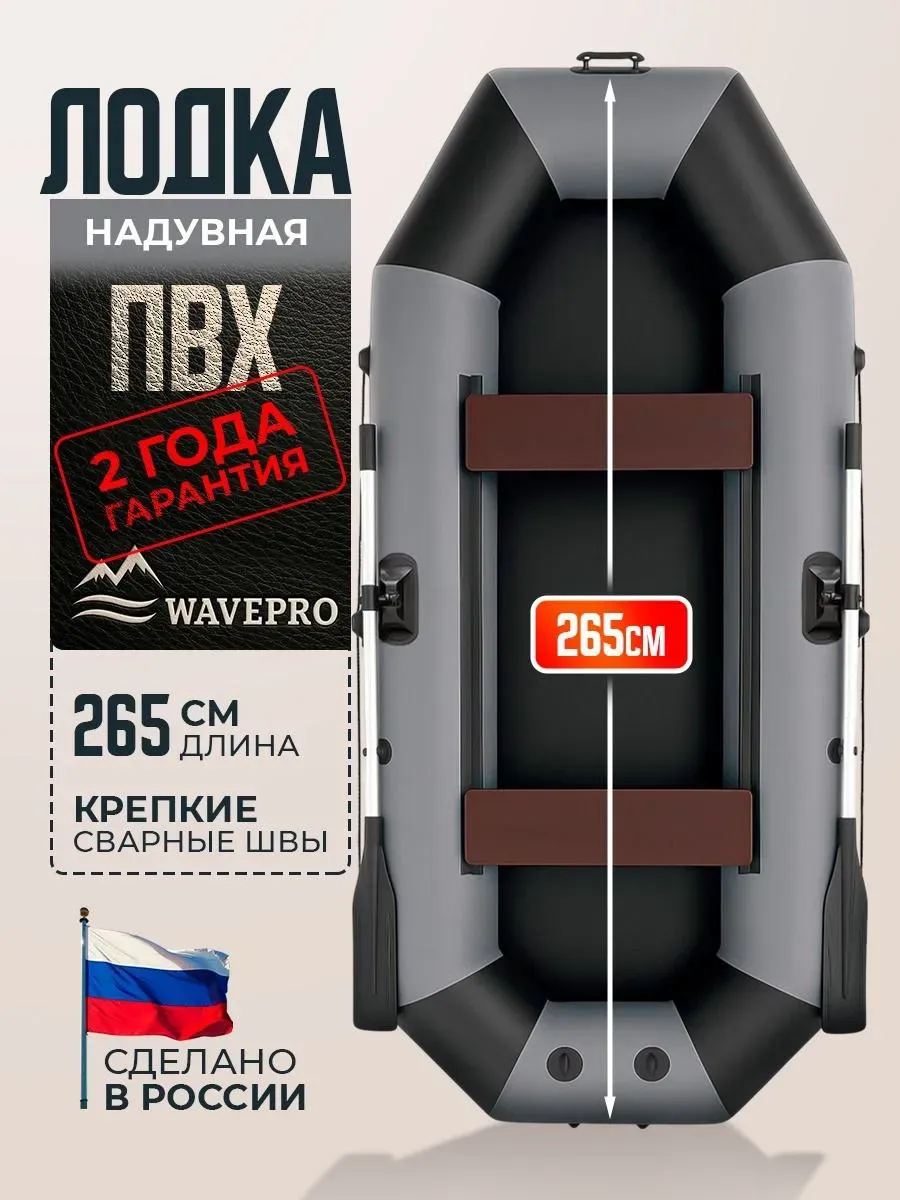 ЛОДКА
НАДУВНАЯ
ПВХ
2 ГОДА
ГАРАНТИЯ
WAVEPRO
265 СМ
ДЛИНА
КРЕПКИЕ
СВАРНЫЕ ШВЫ
СДЕЛАНО
В РОССИИ
265СМ